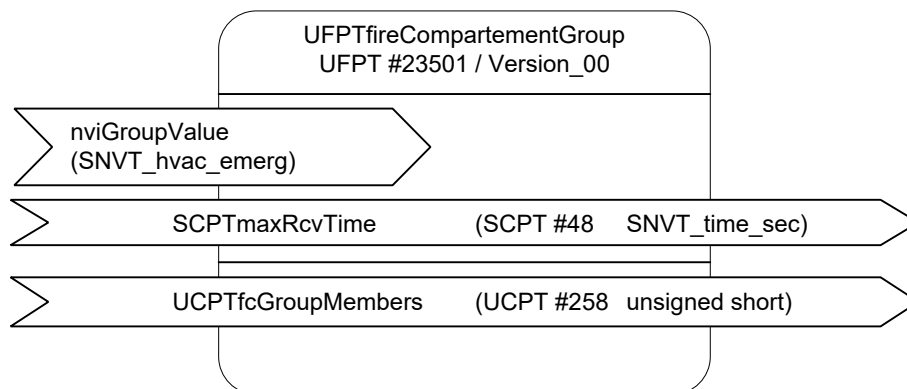 UFPTfireCompartementGroup
UFPT #23501 / Version_00
nviGroupValue
(SNVT_hvac_emerg)
SCPTmaxRcvTime (SCPT #48 SNVT_time_sec)
UCPTfcGroupMembers (UCPT #258 unsigned short)